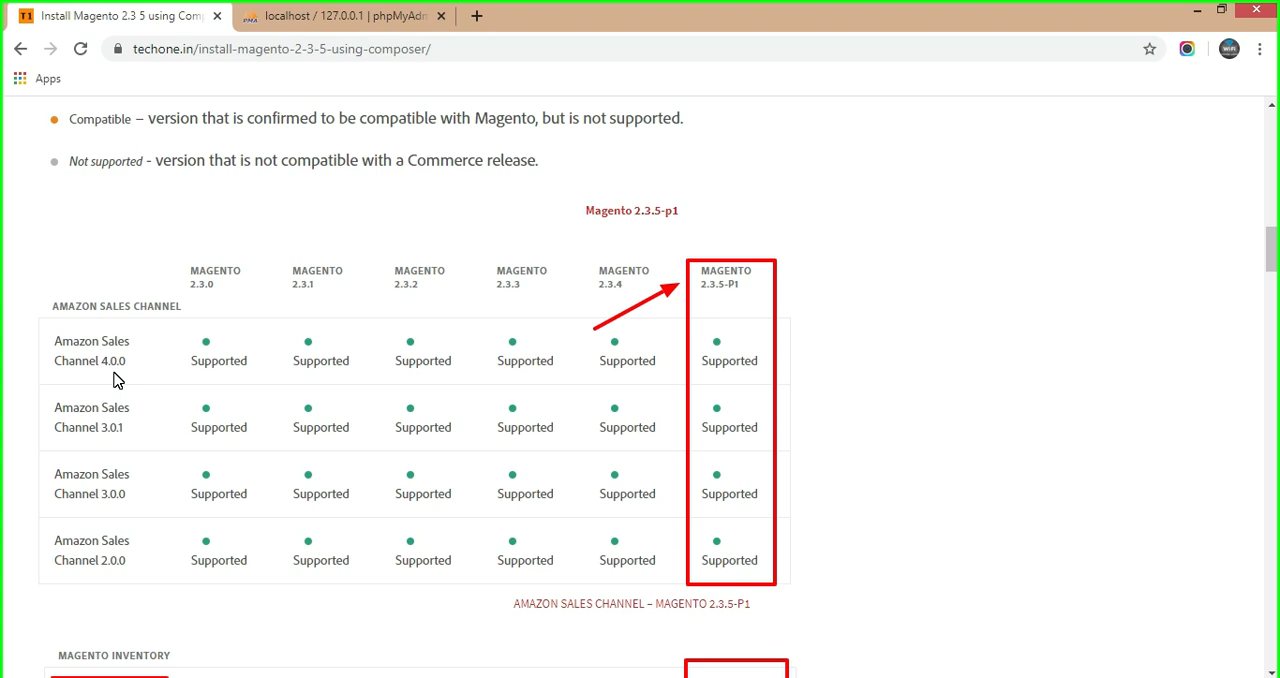 T1 Install Magento 2.3 5 using Comp
PMA localhost / 127.0.0.1 | phpMyAdm
techone.in/install-magento-2-3-5-using-composer/
Apps
Compatible – version that is confirmed to be compatible with Magento, but is not supported.
Not supported - version that is not compatible with a Commerce release.
Magento 2.3.5-p1
MAGENTO 2.3.0
MAGENTO 2.3.1
MAGENTO 2.3.2
MAGENTO 2.3.3
MAGENTO 2.3.4
MAGENTO 2.3.5-P1
AMAZON SALES CHANNEL
Amazon Sales
Channel 4.0.0 Supported Supported Supported Supported Supported Supported
Amazon Sales
Channel 3.0.1 Supported Supported Supported Supported Supported Supported
Amazon Sales
Channel 3.0.0 Supported Supported Supported Supported Supported Supported
Amazon Sales
Channel 2.0.0 Supported Supported Supported Supported Supported Supported
AMAZON SALES CHANNEL – MAGENTO 2.3.5-P1
MAGENTO INVENTORY